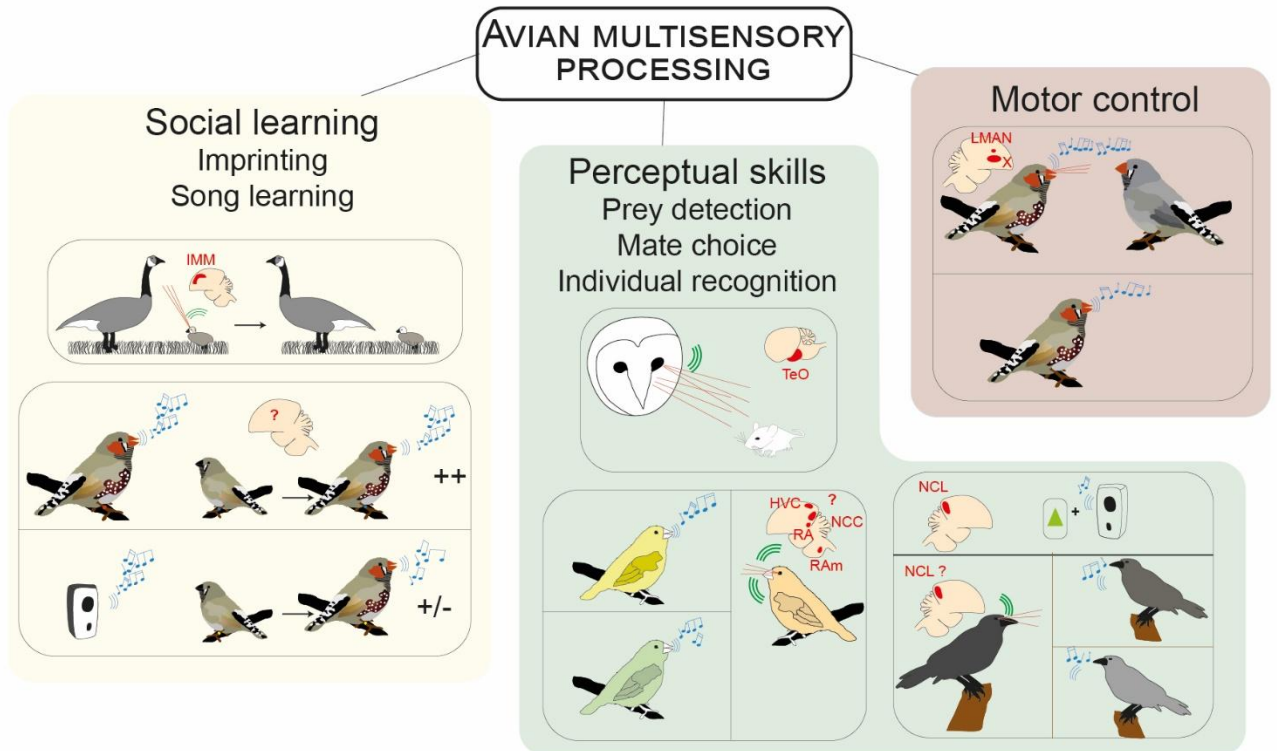 AVIAN MULTISENSORY
PROCESSING
Social learning
Imprinting
Song learning
IMM
?
++
+/-
Perceptual skills
Prey detection
Mate choice
Individual recognition
TeO
HVC
?
NCC
RA
RAm
NCL
+
NCL ?
Motor control
LMAN
X